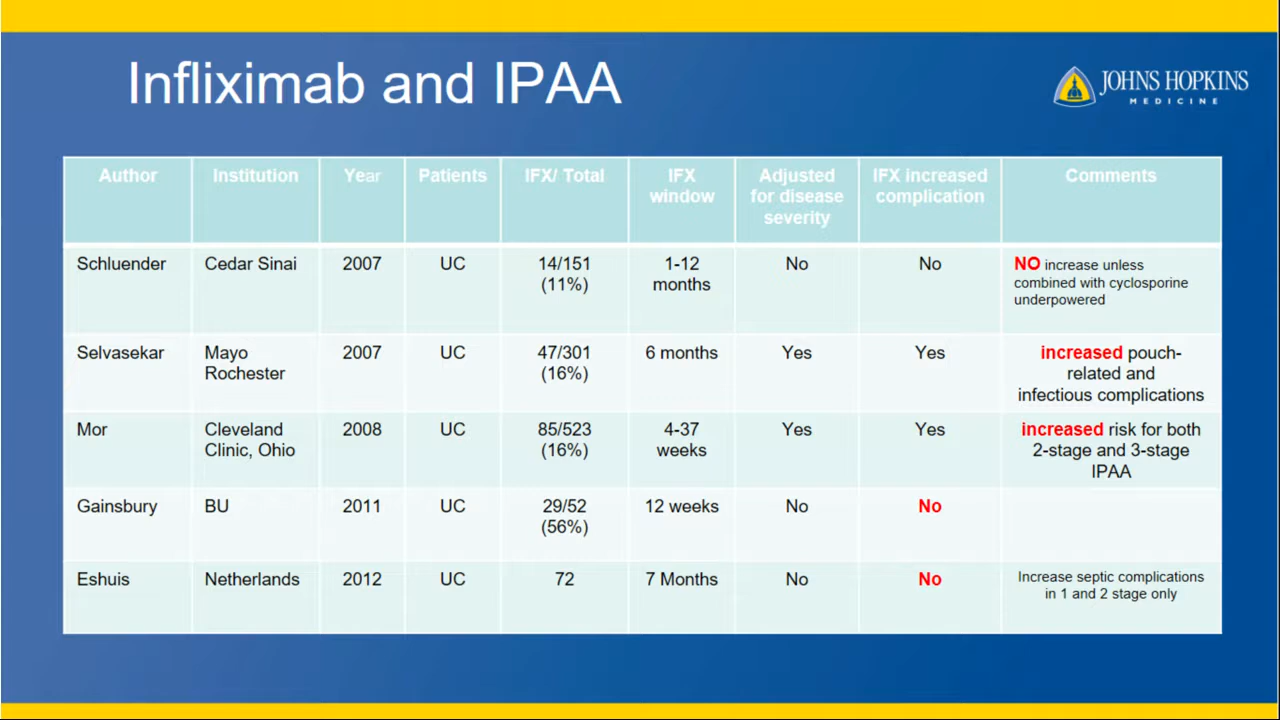 Infliximab and IPAA
JOHNS HOPKINS
MEDICINE
Author Institution Year Patients IFX/ Total IFX window Adjusted for disease severity IFX increased complication Comments
Schluender Cedar Sinai 2007 UC 14/151 (11%) 1-12 months No No NO increase unless combined with cyclosporine underpowered
Selvasekar Mayo Rochester 2007 UC 47/301 (16%) 6 months Yes Yes increased pouch-related and infectious complications
Mor Cleveland Clinic, Ohio 2008 UC 85/523 (16%) 4-37 weeks Yes Yes increased risk for both 2-stage and 3-stage IPAA
Gainsbury BU 2011 UC 29/52 (56%) 12 weeks No No
Eshuis Netherlands 2012 UC 72 7 Months No No Increase septic complications in 1 and 2 stage only